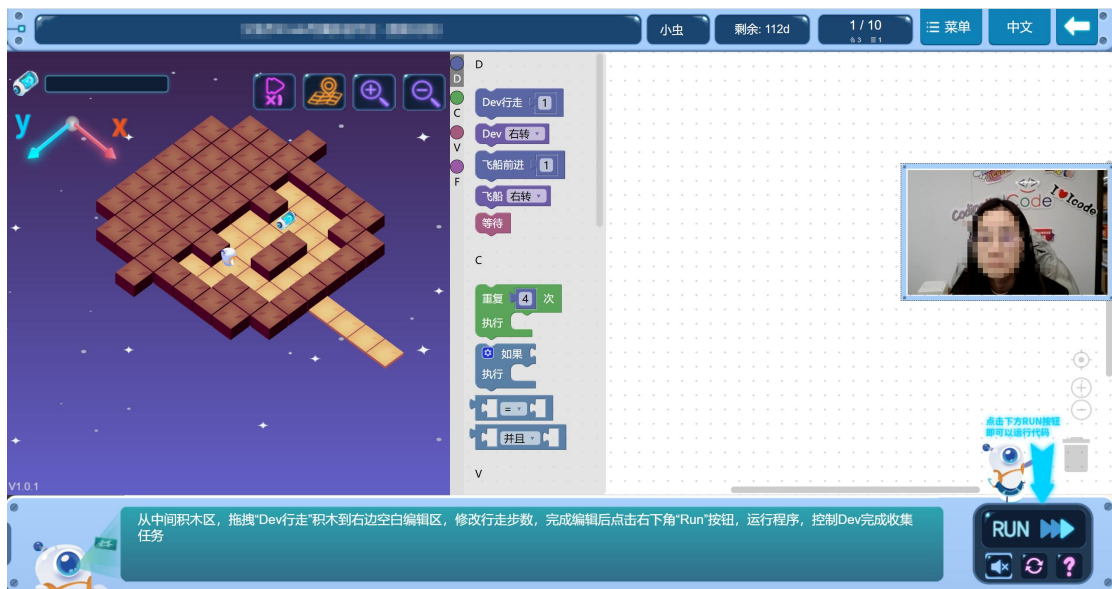 小虫
剩余: 112d
1 / 10
3 1
菜单
中文
X1
y
x
D
C
V
F
D
Dev行走 1
Dev 右转
飞船前进 1
飞船 右转
等待
C
重复 4 次
执行
如果
执行
=
并且
V
V1.0.1
I Icode
点击下方RUN按钮
即可以运行代码
从中间积木区，拖拽“Dev行走”积木到右边空白编辑区，修改行走步数，完成编辑后点击右下角“Run”按钮，运行程序，控制Dev完成收集
任务
RUN
?